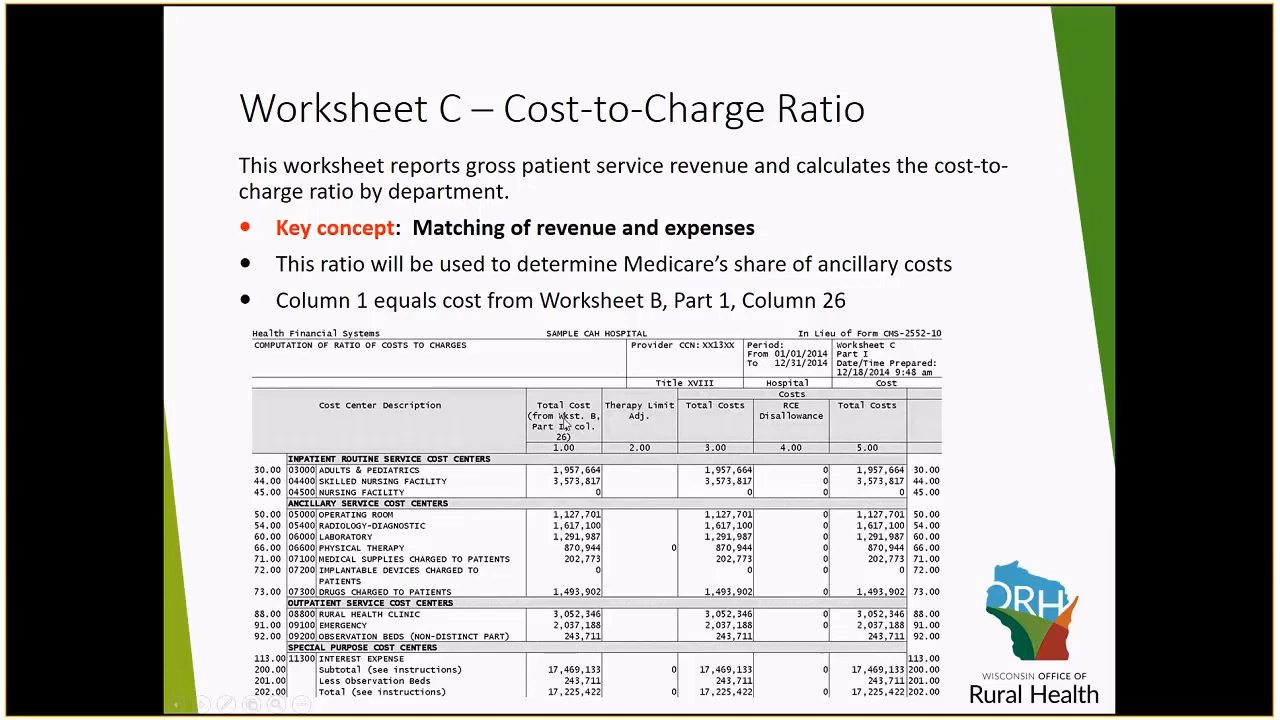 Worksheet C – Cost-to-Charge Ratio
This worksheet reports gross patient service revenue and calculates the cost-to-
charge ratio by department.
• Key concept: Matching of revenue and expenses
• This ratio will be used to determine Medicare’s share of ancillary costs
• Column 1 equals cost from Worksheet B, Part 1, Column 26
Health Financial Systems SAMPLE CAH HOSPITAL In Lieu of Form CMS-2552-10
COMPUTATION OF RATIO OF COSTS TO CHARGES Provider CCN: XX13XX Period: Worksheet C
From 01/01/2014 Part I
To 12/31/2014 Date/Time Prepared:
12/18/2014 9:48 am
Title XVIII Hospital Cost
Costs
Cost Center Description Total Cost Therapy Limit Total Costs RCE Total Costs
(from Wkst. B, Adj. Disallowance
Part I, col.
26)
1.00 2.00 3.00 4.00 5.00
INPATIENT ROUTINE SERVICE COST CENTERS
30.00 03000 ADULTS & PEDIATRICS 1,957,664 1,957,664 0 1,957,664 30.00
44.00 04400 SKILLED NURSING FACILITY 3,573,817 3,573,817 0 3,573,817 44.00
45.00 04500 NURSING FACILITY 0 0 0 0 45.00
ANCILLARY SERVICE COST CENTERS
50.00 05000 OPERATING ROOM 1,127,701 1,127,701 0 1,127,701 50.00
54.00 05400 RADIOLOGY-DIAGNOSTIC 1,617,100 1,617,100 0 1,617,100 54.00
60.00 06000 LABORATORY 1,291,987 1,291,987 0 1,291,987 60.00
66.00 06600 PHYSICAL THERAPY 870,944 0 870,944 0 870,944 66.00
71.00 07100 MEDICAL SUPPLIES CHARGED TO PATIENTS 202,773 202,773 0 202,773 71.00
72.00 07200 IMPLANTABLE DEVICES CHARGED TO 0 0 0 0 72.00
PATIENTS
73.00 07300 DRUGS CHARGED TO PATIENTS 1,493,902 1,493,902 0 1,493,902 73.00
OUTPATIENT SERVICE COST CENTERS
88.00 08800 RURAL HEALTH CLINIC 3,052,346 3,052,346 0 3,052,346 88.00
91.00 09100 EMERGENCY 2,037,188 2,037,188 0 2,037,188 91.00
92.00 09200 OBSERVATION BEDS (NON-DISTINCT PART) 243,711 243,711 243,711 92.00
SPECIAL PURPOSE COST CENTERS
113.00 11300 INTEREST EXPENSE 113.00
200.00 Subtotal (see instructions) 17,469,133 0 17,469,133 0 17,469,133 200.00
201.00 Less Observation Beds 243,711 243,711 243,711 201.00
202.00 Total (see instructions) 17,225,422 0 17,225,422 0 17,225,422 202.00
ORH
WISCONSIN OFFICE OF
Rural Health